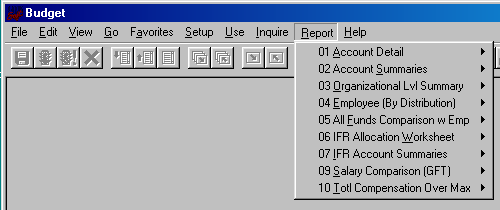 Budget
File Edit View Go Favorites Setup Use Inquire Report Help
01 Account Detail
02 Account Summaries
03 Organizational Lvl Summary
04 Employee (By Distribution)
05 All Funds Comparison w Emp
06 IFR Allocation Worksheet
07 IFR Account Summaries
09 Salary Comparison (GFT)
10 Totl Compensation Over Max